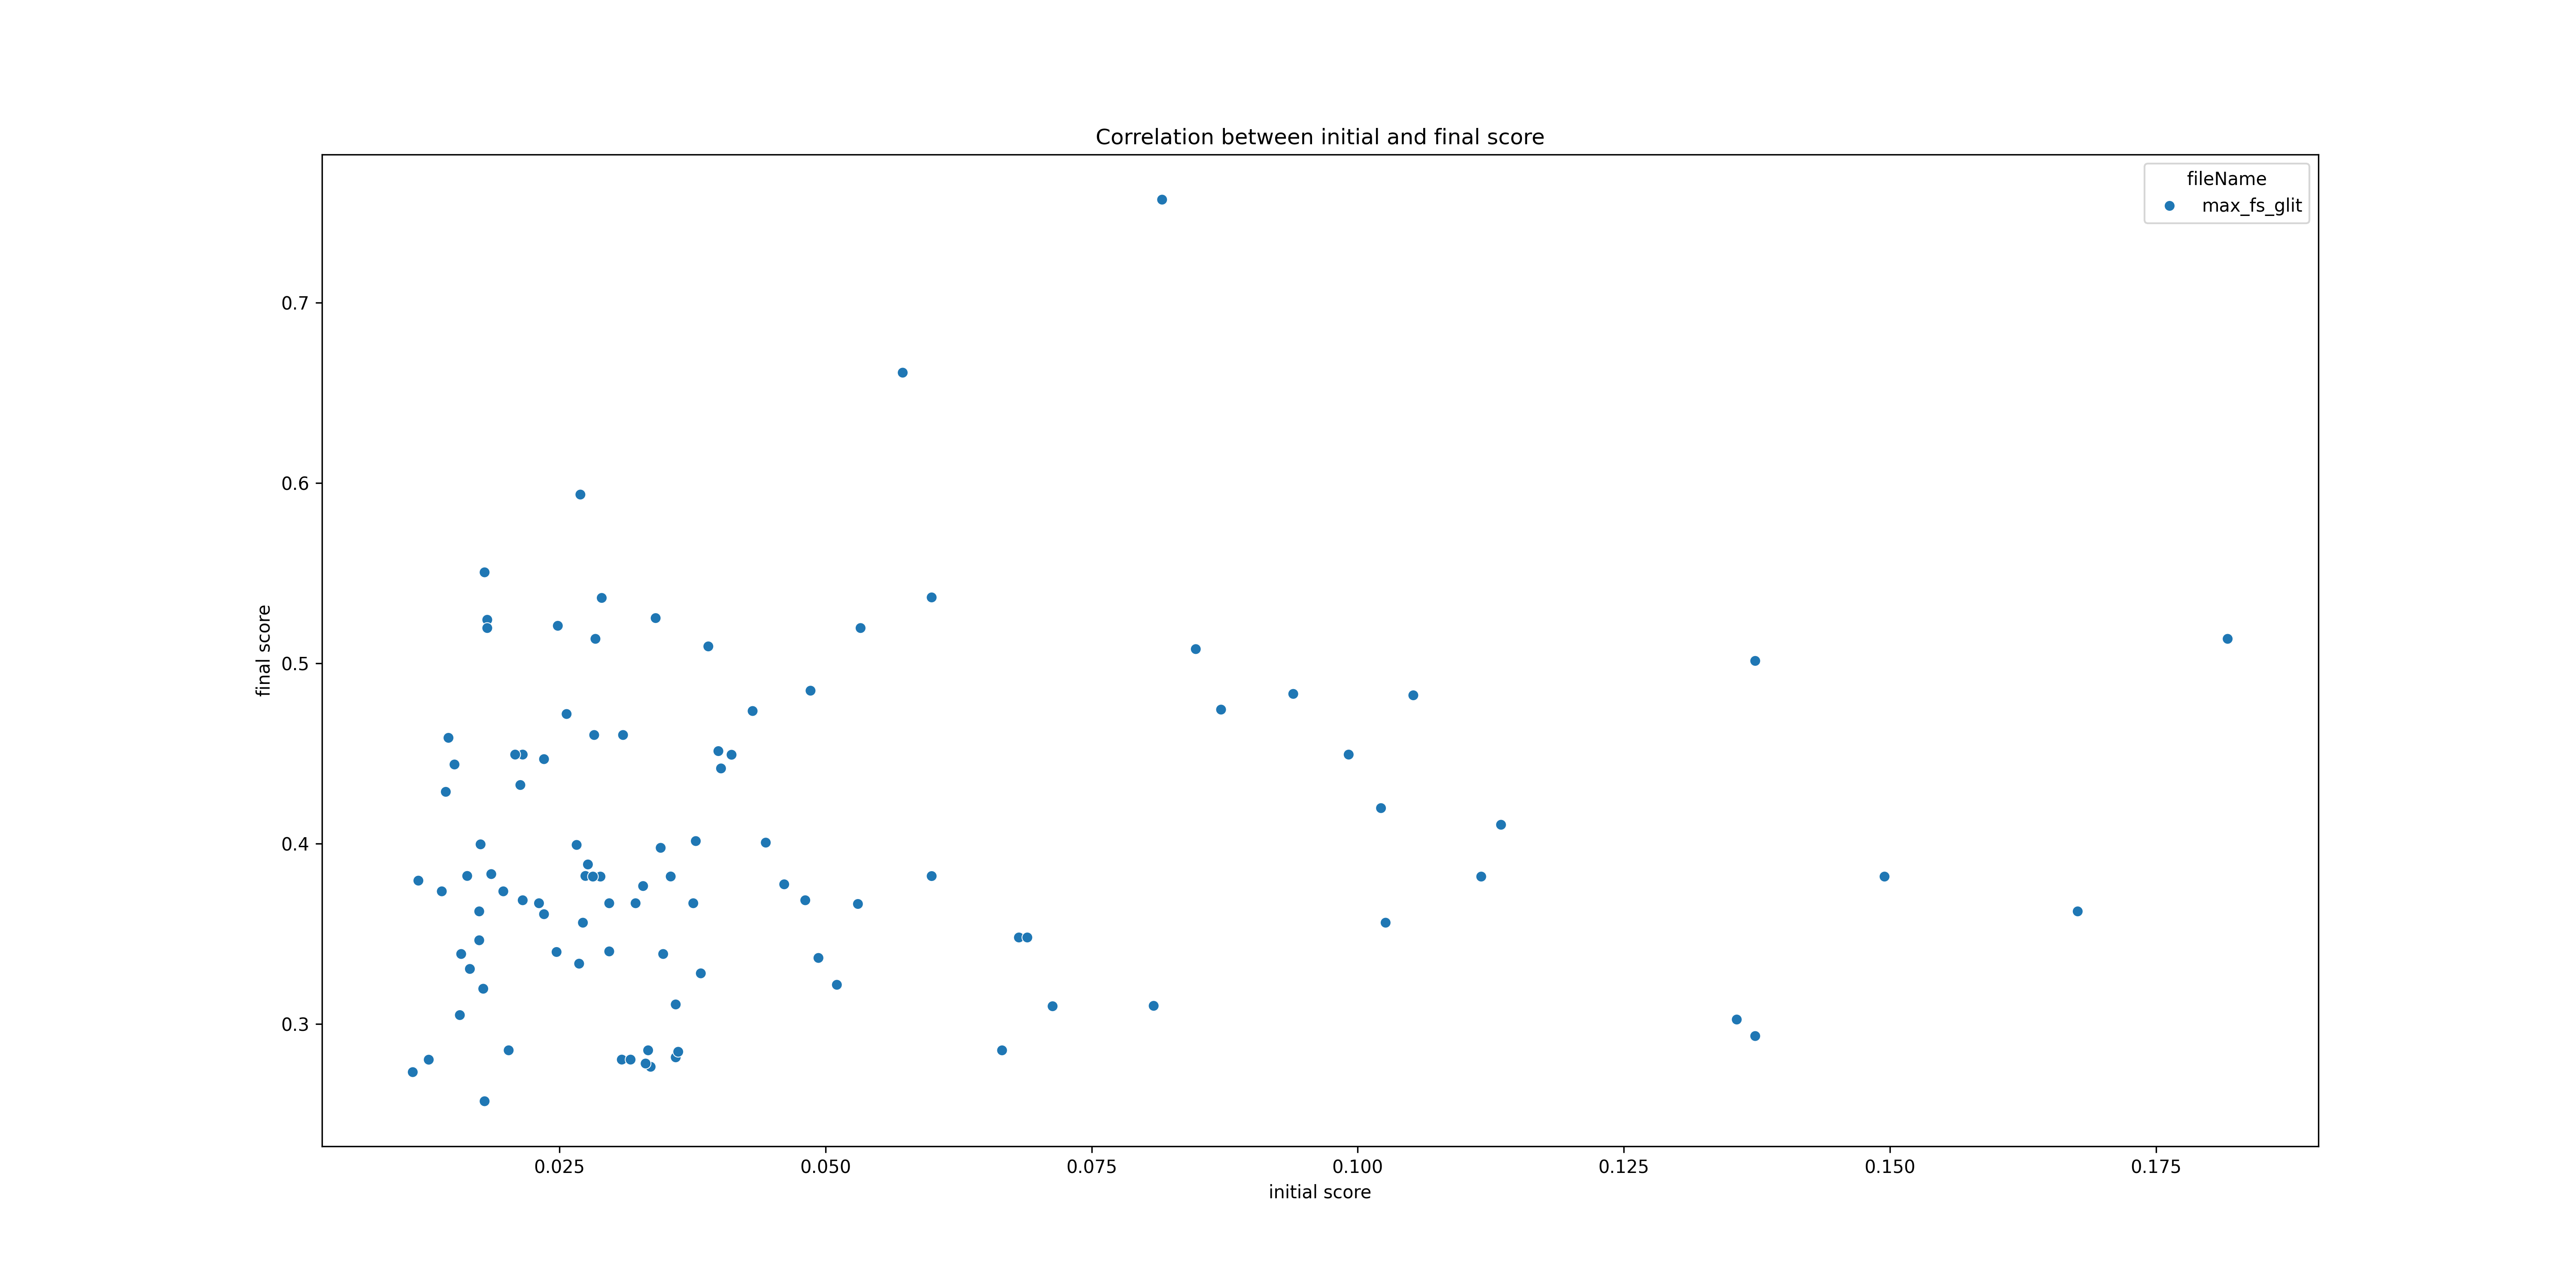 Correlation between initial and final score
fileName
max_fs_glit
0.7
0.6
0.5
0.4
0.3
final score
0.025
0.050
0.075
0.100
0.125
0.150
0.175
initial score